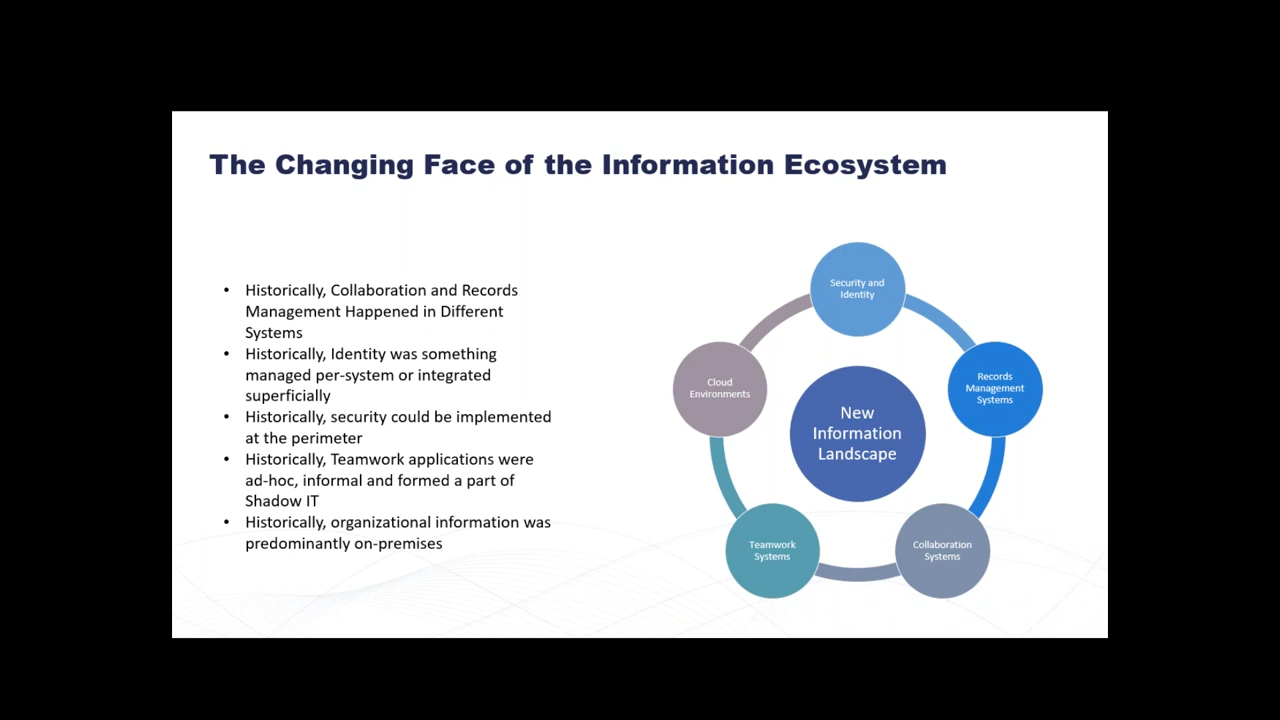 The Changing Face of the Information Ecosystem
• Historically, Collaboration and Records
Management Happened in Different
Systems
• Historically, Identity was something
managed per-system or integrated
superficially
• Historically, security could be implemented
at the perimeter
• Historically, Teamwork applications were
ad-hoc, informal and formed a part of
Shadow IT
• Historically, organizational information was
predominantly on-premises
Security and
Identity
Records
Management
Systems
Collaboration
Systems
Teamwork
Systems
Cloud
Environments
New
Information
Landscape